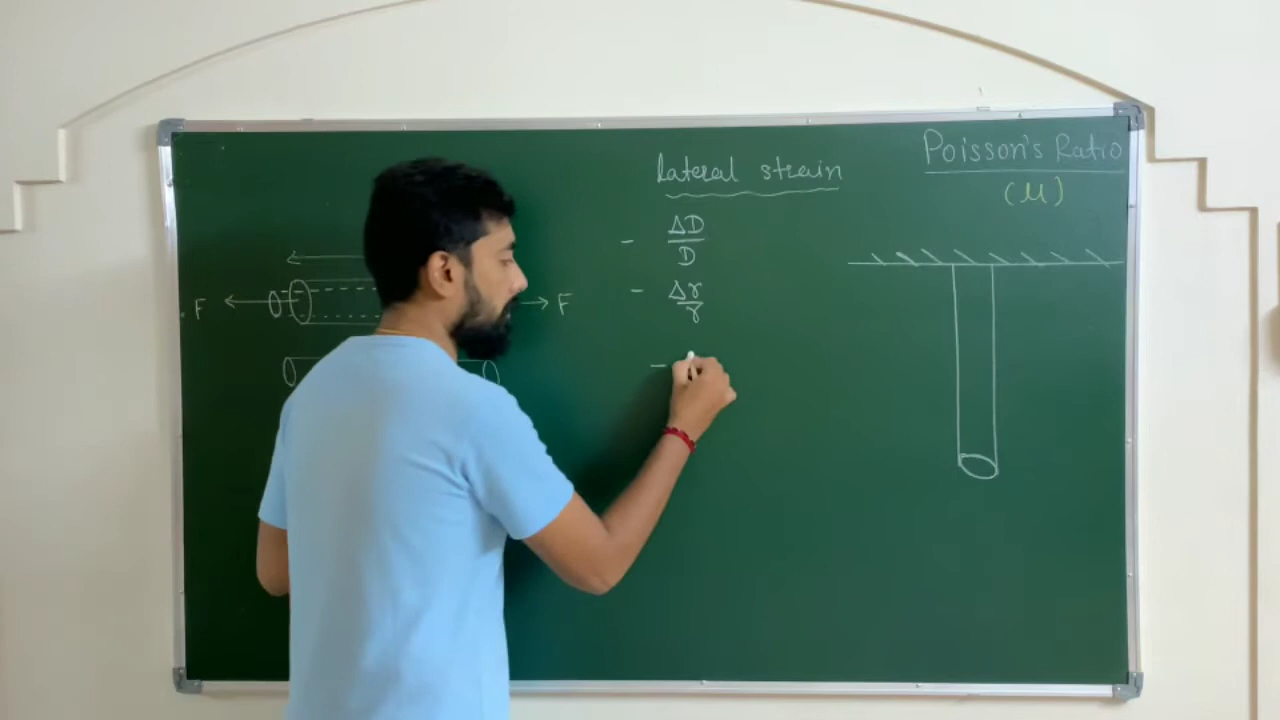 Poisson's Ratio
(μ)
Lateral strain
- ΔD/D
- Δr/r
-
F F